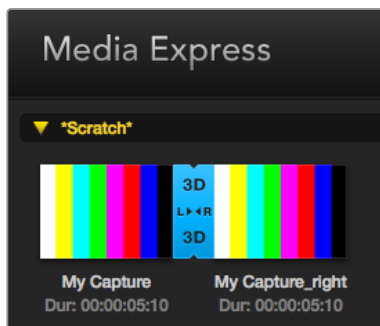 Media Express
*Scratch*
3D
L R
3D
My Capture
My Capture_right
Dur: 00:00:05:10
Dur: 00:00:05:10